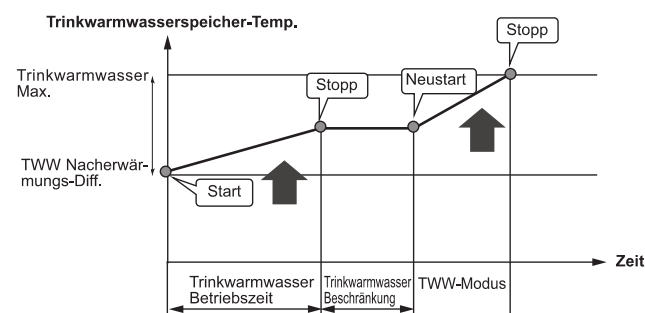 Trinkwarmwasserspeicher-Temp.
Stopp
Trinkwarmwasser
Max.
Stopp
Neustart
TWW Nacherwär-
mungs-Diff.
Start
Zeit
Trinkwarmwasser
Betriebszeit
Trinkwarmwasser
Beschränkung
TWW-Modus